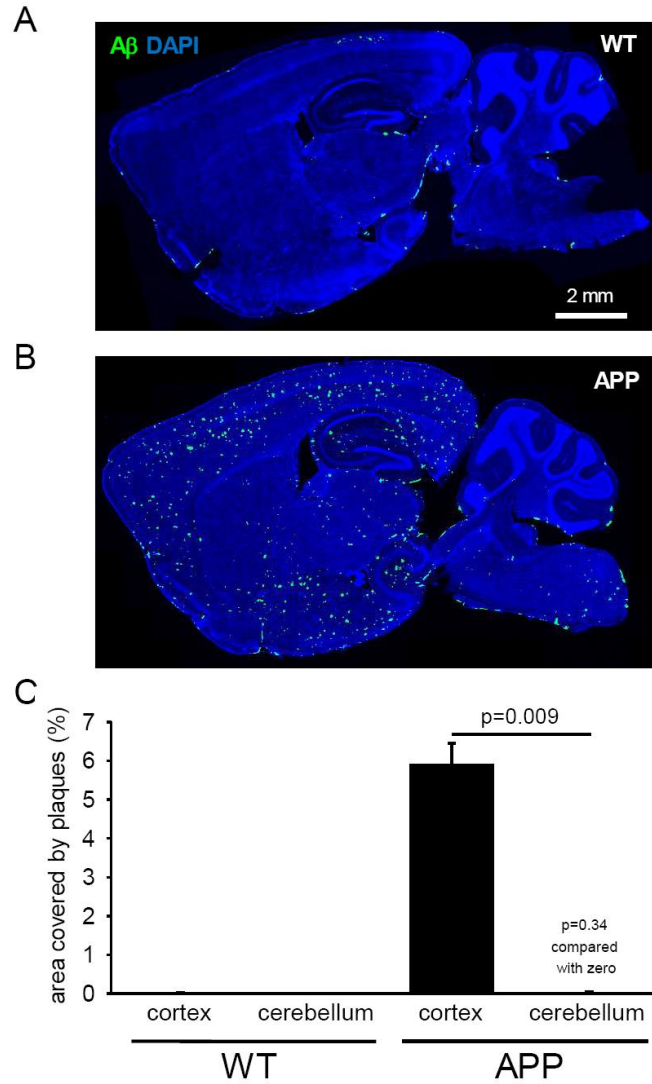 A
Aβ DAPI
WT
2 mm
B
APP
C
area covered by plaques (%)
7
6
5
4
3
2
1
0
p=0.009
p=0.34
compared
with zero
cortex cerebellum cortex cerebellum
WT APP